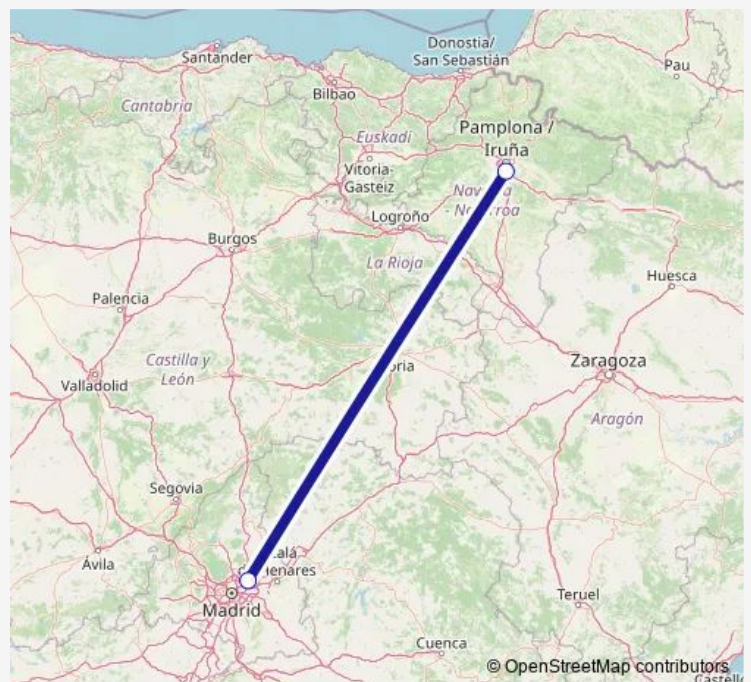 Donostia/
San Sebastián
Santander
Pau
Bilbao
Cantabria
Pamplona /
Iruña
Euskadi
Vitoria-
Gasteiz
Logroño
Burgos
La Rioja
Huesca
Palencia
Castilla y
León
Zaragoza
Valladolid
Aragón
Segovia
Ávila
Madrid
Teruel
Cuenca
© OpenStreetMap contributors